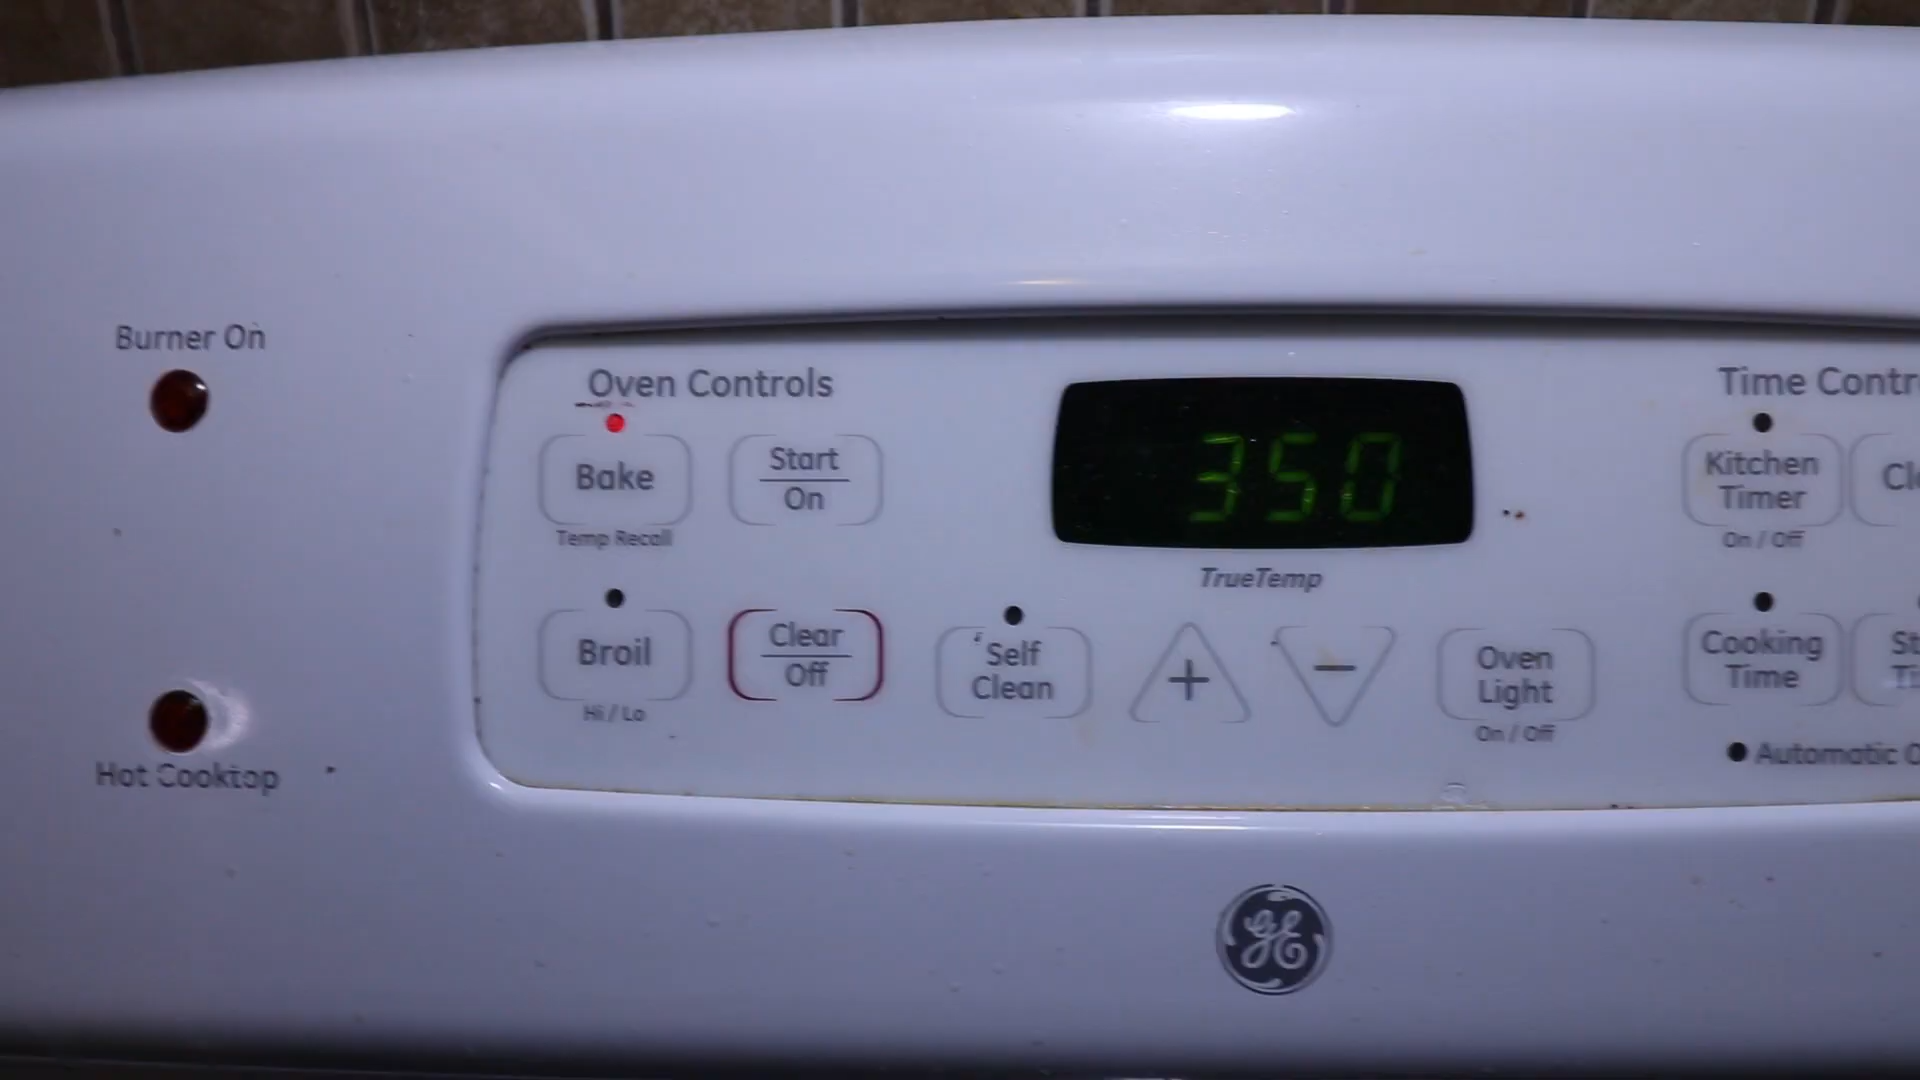 Burner On
Hot Cooktop
Oven Controls
Bake
Temp Recall
Start
On
Broil
Hi / Lo
Clear
Off
Self
Clean
350
TrueTemp
+
−
Oven
Light
On / Off
Time Contr
Kitchen
Timer
On / Off
Cooking
Time
Automatic
GE